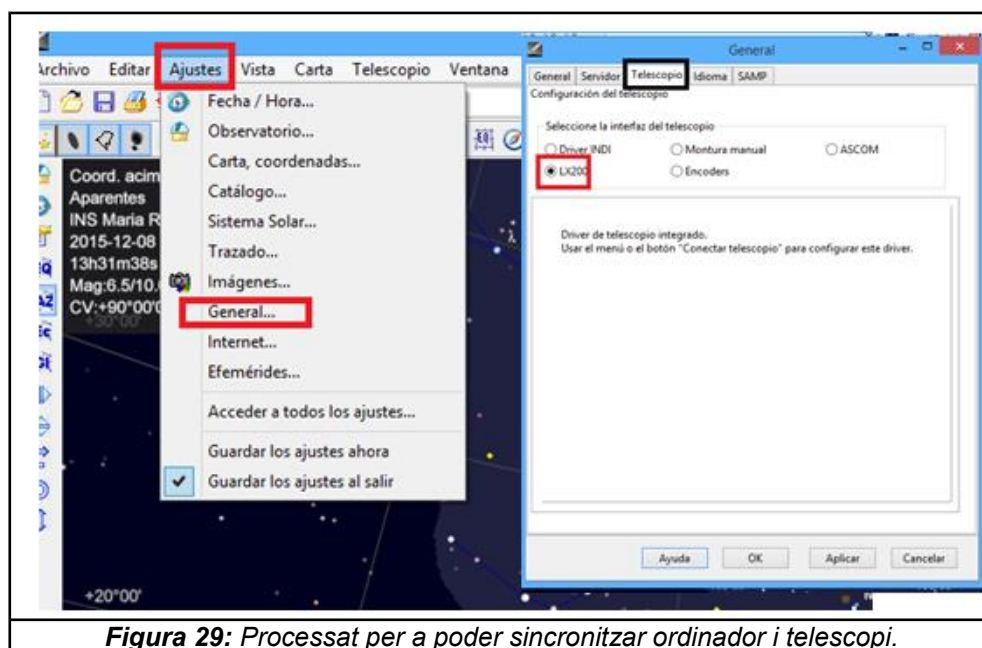 Archivo Editar Ajustes Vista Carta Telescopio Ventana
Fecha / Hora...
Observatorio...
Carta, coordenadas...
Catálogo...
Sistema Solar...
Trazado...
Imágenes...
General...
Internet...
Efemérides...
Acceder a todos los ajustes...
Guardar los ajustes ahora
Guardar los ajustes al salir
Coord. acim
Aparentes
INS Maria R
2015-12-08
13h31m38s
Mag:6.5/10.
CV:+90°00'0
+30°00'
+20°00'
λ
General
General Servidor Telescopio Idioma SAMP
Configuración del telescopio
Seleccione la interfaz del telescopio
Driver INDI Montura manual ASCOM
LX200 Encoders
Driver de telescopio integrado.
Usar el menú o el botón "Conectar telescopio" para configurar este driver.
Ayuda OK Aplicar Cancelar
Figura 29: Processat per a poder sincronitzar ordinador i telescopi.